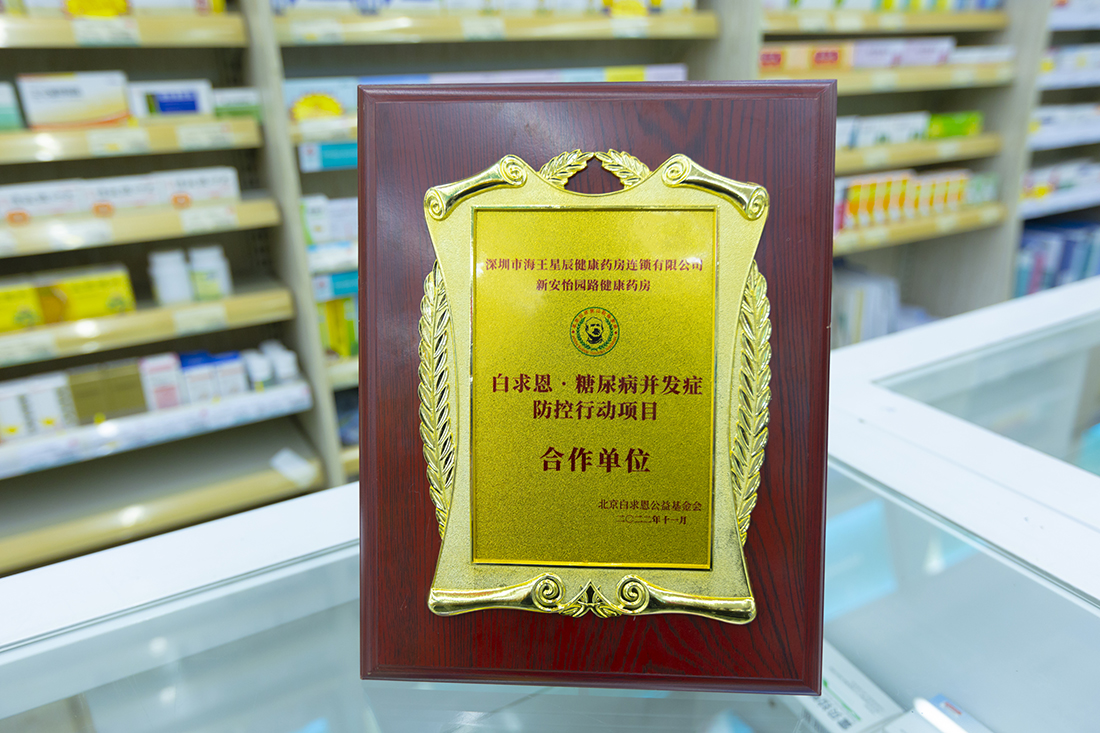 深圳市海王星辰健康药房连锁有限公司
新安怡园路健康药房
白求恩·糖尿病并发症
防控行动项目
合作单位
北京白求恩公益基金会
二〇二二年十一月